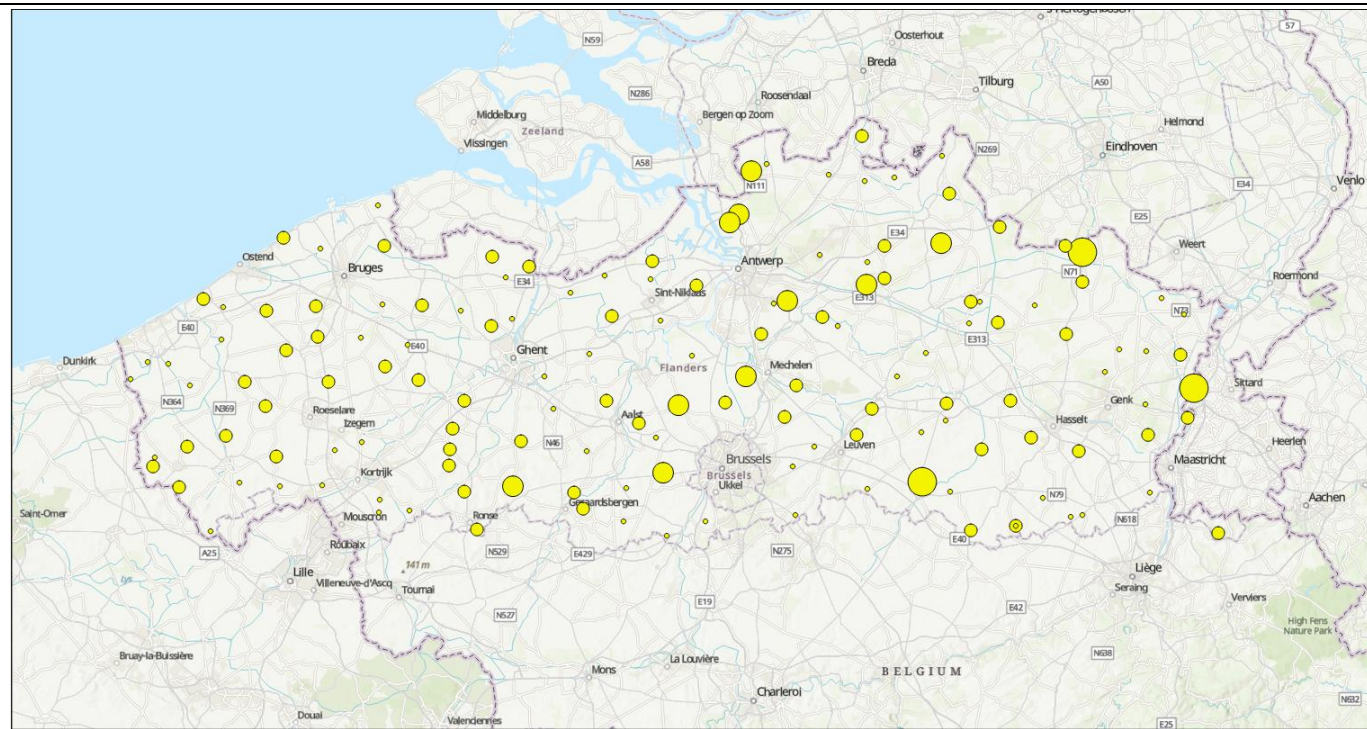 's-Hertogenbosch
57
N59
Oosterhout
Breda
Tilburg
A50
N286
Roosendaal
Middelburg
Bergen op Zoom
Zeeland
Helmond
Vlissingen
N269
Eindhoven
A58
E34
Venlo
N111
E25
E34
Weert
Ostend
Bruges
Antwerp
N71
Roermond
E34
E313
Sint-Niklaas
N73
E40
E313
Dunkirk
E40
Ghent
Flanders
Mechelen
Sittard
N364
N369
Genk
Roeselare
Izegem
N46
Aalst
Hasselt
Leuven
Heerlen
Kortrijk
Brussels
Brussels
Maastricht
Ukkel
N79
Aachen
Saint-Omer
Mouscron
Ronse
Geraardsbergen
N618
A25
Roubaix
N529
E429
N275
E40
Lys
141 m
Liège
Lille
Villeneuve-d'Ascq
Tournai
Seraing
Verviers
E19
E42
N527
High Fens
Nature Park
Bruay-la-Buissière
La Louvière
N638
Mons
BELGIUM
Charleroi
N632
Douai
Valenciennes
E25